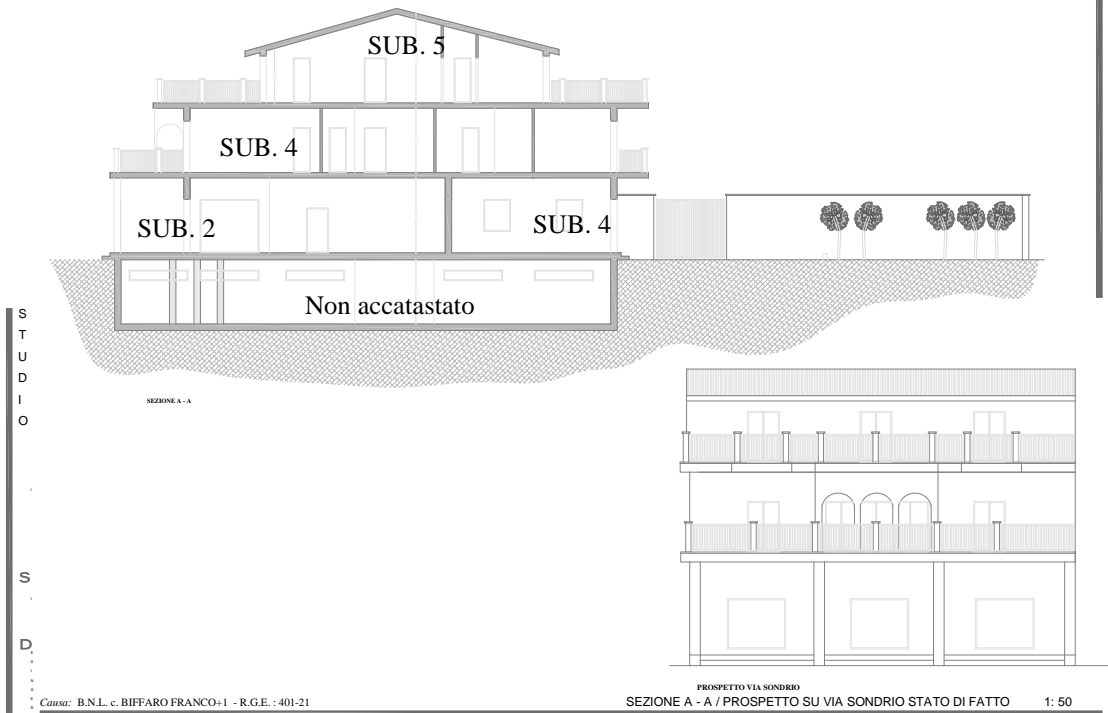 SUB. 5
SUB. 4
SUB. 2
SUB. 4
Non accatastato
SEZIONE A - A
STUDIO
S
D
PROSPETTO VIA SONDRIO
Causa: B.N.L. c. BIFFARO FRANCO+1 - R.G.E. : 401-21
SEZIONE A - A / PROSPETTO SU VIA SONDRIO STATO DI FATTO 1: 50